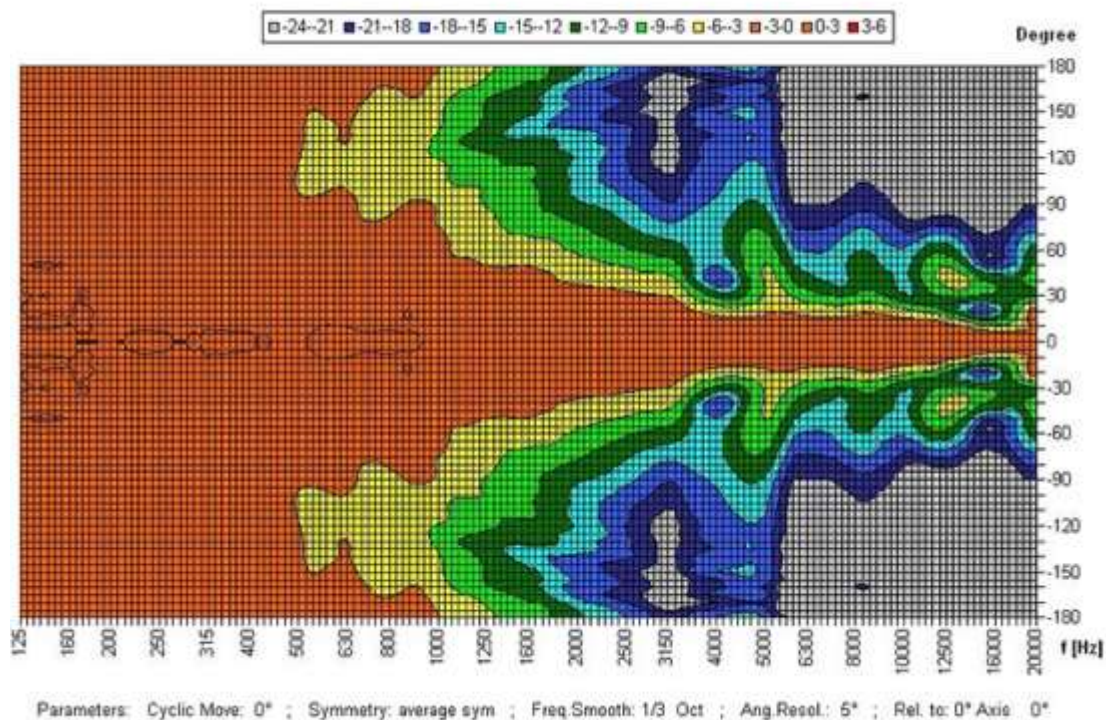 -24--21 -21--18 -18--15 -15--12 -12--9 -9--6 -6--3 -3-0 0-3 3-6
Degree
180
150
120
90
60
30
0
-30
-60
-90
-120
-150
-180
125 160 200 250 315 400 500 630 800 1000 1250 1600 2000 2500 3150 4000 5000 6300 8000 10000 12500 16000 20000
f [Hz]
Parameters: Cyclic Move: 0° ; Symmetry: average sym ; Freq.Smooth: 1/3 Oct ; Ang.Resol.: 5° ; Rel. to: 0° Axis 0°